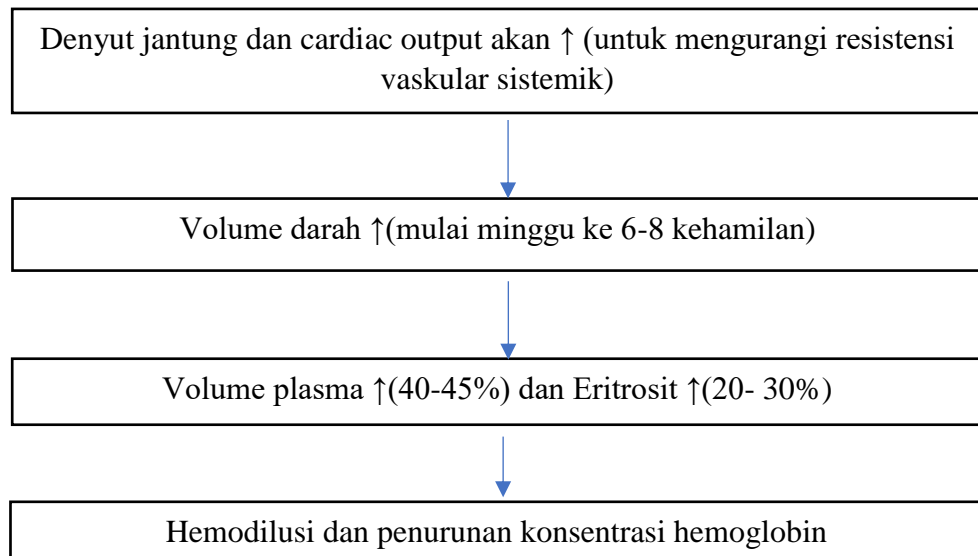 Denyut jantung dan cardiac output akan ↑ (untuk mengurangi resistensi
vaskular sistemik)
Volume darah ↑(mulai minggu ke 6-8 kehamilan)
Volume plasma ↑(40-45%) dan Eritrosit ↑(20- 30%)
Hemodilusi dan penurunan konsentrasi hemoglobin